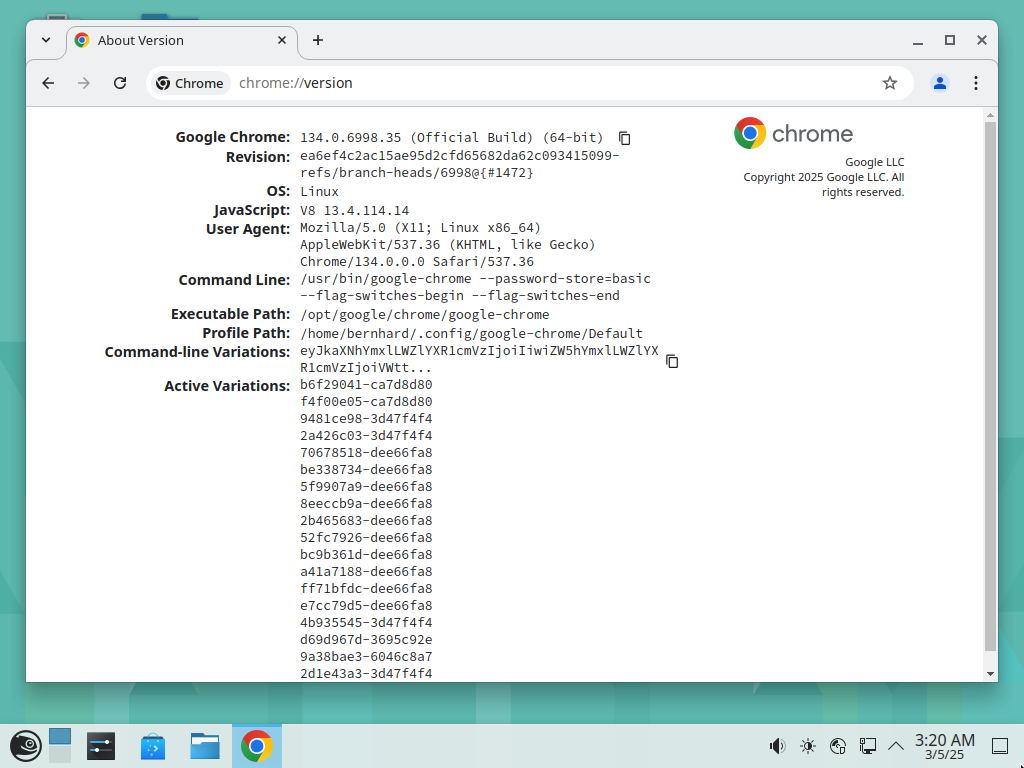 About Version
Chrome
chrome://version
Google Chrome: 134.0.6998.35 (Official Build) (64-bit)
Revision: ea6ef4c2ac15ae95d2cfd65682da62c093415099-
refs/branch-heads/6998@{#1472}
OS: Linux
JavaScript: V8 13.4.114.14
User Agent: Mozilla/5.0 (X11; Linux x86_64)
AppleWebKit/537.36 (KHTML, like Gecko)
Chrome/134.0.0.0 Safari/537.36
Command Line: /usr/bin/google-chrome --password-store=basic
--flag-switches-begin --flag-switches-end
Executable Path: /opt/google/chrome/google-chrome
Profile Path: /home/bernhard/.config/google-chrome/Default
Command-line Variations: eyJkaXNhYmxlLWZlYXR1cmVzIjoiIiwiZW5hYmxlLWZlYX
R1cmVzIjoiVWtt...
Active Variations: b6f29041-ca7d8d80
f4f00e05-ca7d8d80
9481ce98-3d47f4f4
2a426c03-3d47f4f4
70678518-dee66fa8
be338734-dee66fa8
5f9907a9-dee66fa8
8eeccb9a-dee66fa8
2b465683-dee66fa8
52fc7926-dee66fa8
bc9b361d-dee66fa8
a41a7188-dee66fa8
ff71bfdc-dee66fa8
e7cc79d5-dee66fa8
4b935545-3d47f4f4
d69d967d-3695c92e
9a38bae3-6046c8a7
2d1e43a3-3d47f4f4
chrome
Google LLC
Copyright 2025 Google LLC. All
rights reserved.
3:20 AM
3/5/25